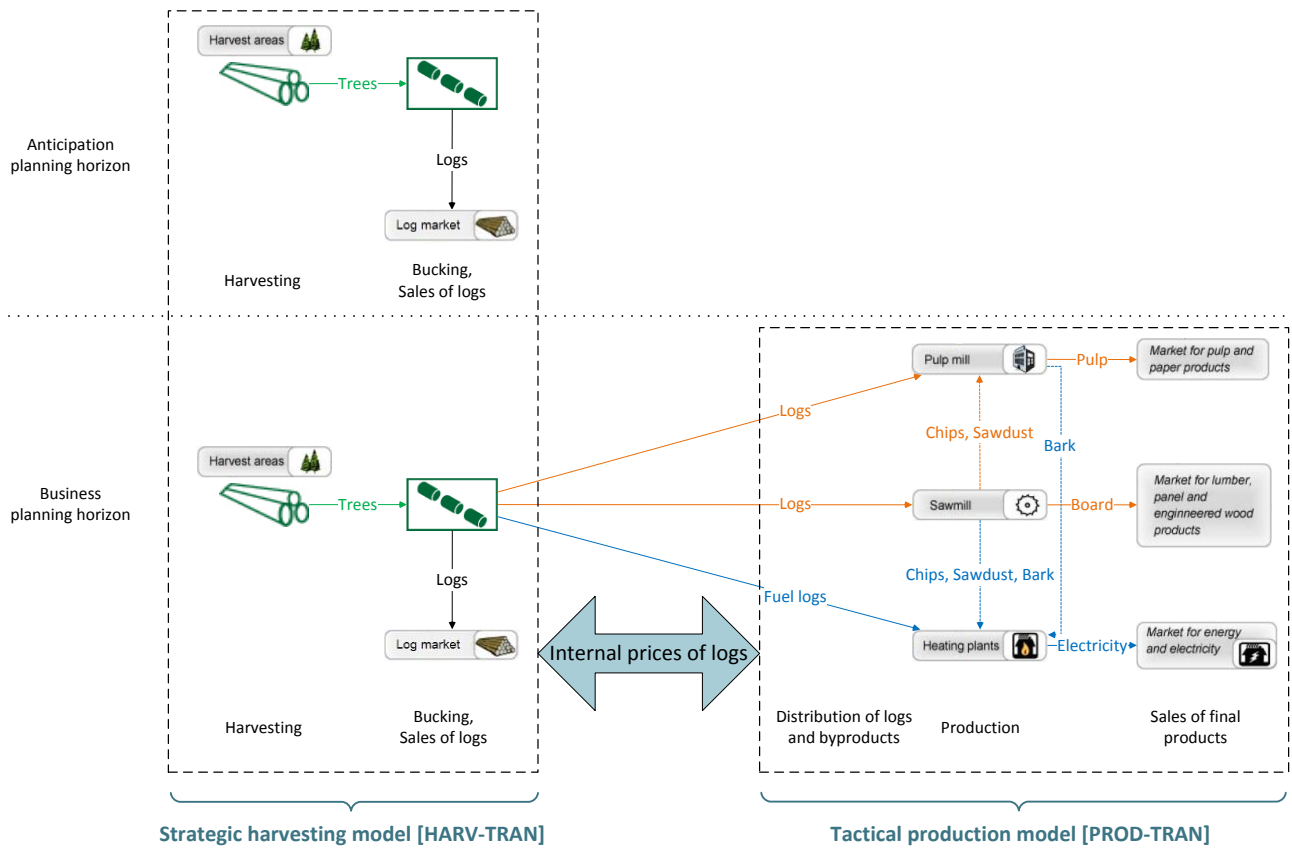 Harvest areas
Trees
Anticipation
planning horizon
Logs
Log market
Harvesting
Bucking,
Sales of logs
Pulp mill
Pulp
Market for pulp and
paper products
Logs
Chips, Sawdust
Bark
Harvest areas
Business
planning horizon
Trees
Logs
Sawmill
Board
Market for lumber,
panel and
enginneered wood
products
Logs
Chips, Sawdust, Bark
Fuel logs
Log market
Internal prices of logs
Heating plants
Electricity
Market for energy
and electricity
Harvesting
Bucking,
Sales of logs
Distribution of logs
and byproducts
Production
Sales of final
products
Strategic harvesting model [HARV-TRAN]
Tactical production model [PROD-TRAN]